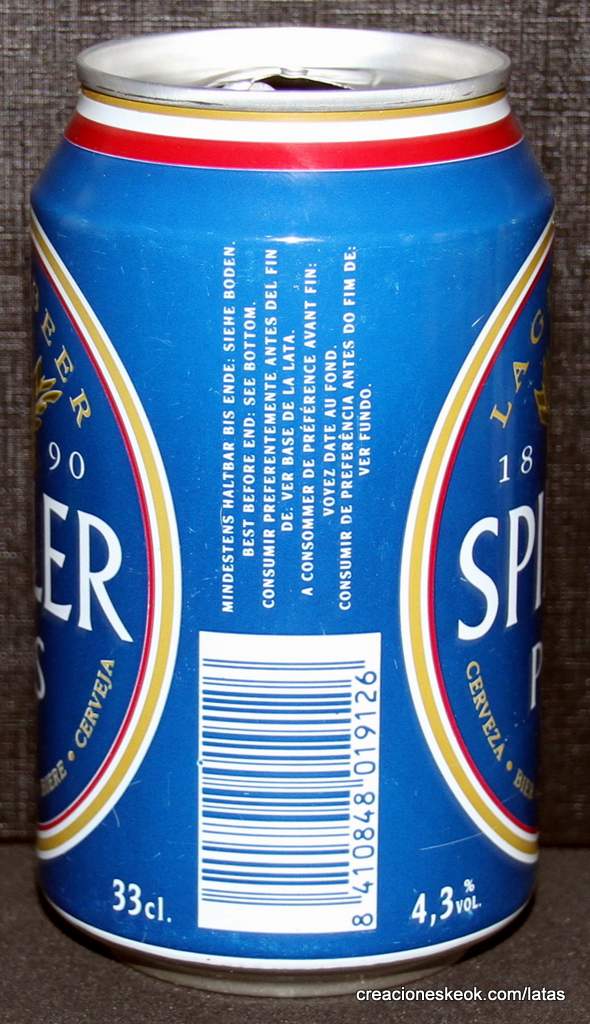 BEER
90
LER
S
BIERE • CERVEJA
MINDESTENS HALTBAR BIS ENDE: SIEHE BODEN.
BEST BEFORE END: SEE BOTTOM.
CONSUMIR PREFERENTEMENTE ANTES DEL FIN
DE. VER BASE DE LA LATA.
A CONSOMMER DE PRÉFÉRENCE AVANT FIN:
VOYEZ DATE AU FOND.
CONSUMIR DE PREFERÊNCIA ANTES DO FIM DE:
VER FUNDO.
LAG
18
SPI
P
CERVEZA • BIE
8 410848 019126
33cl.
4,3 % VOL.
creacioneskeok.com/latas